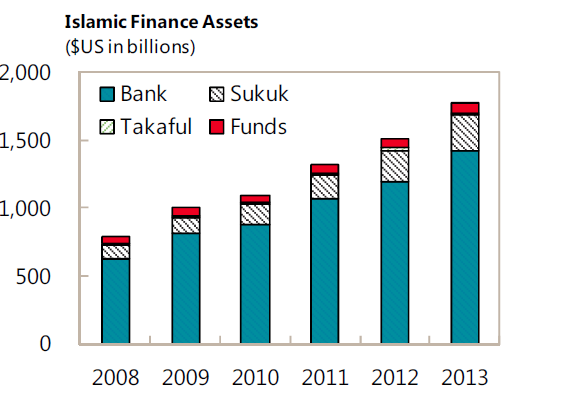 Islamic Finance Assets
($US in billions)
2,000
Bank Sukuk
Takaful Funds
1,500
1,000
500
0
2008 2009 2010 2011 2012 2013